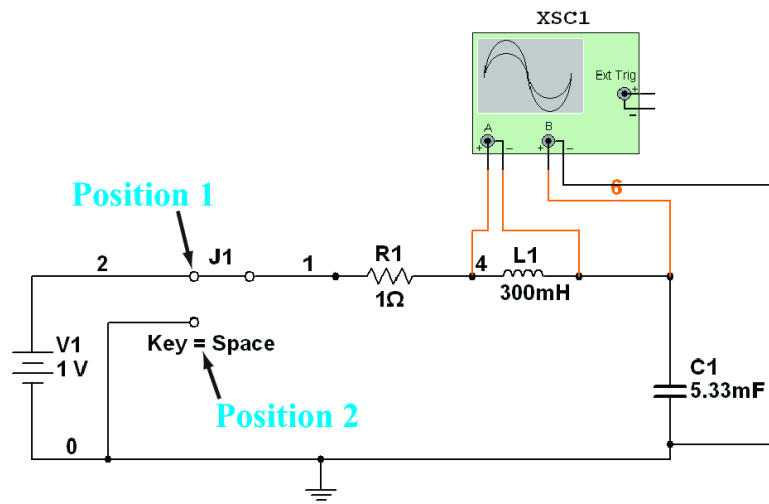 XSC1
Ext Trig
+
−
A
B
+ −
+ −
6
Position 1
2
J1
1
R1
4
L1
1Ω
300mH
V1
1 V
Key = Space
C1
5.33mF
Position 2
0